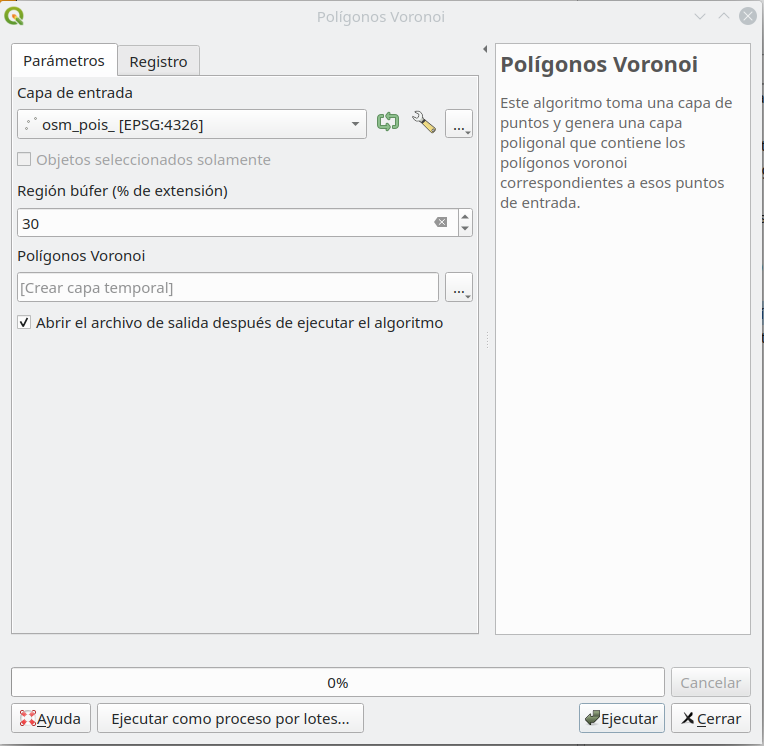 Polígonos Voronoi
Parámetros
Registro
Capa de entrada
osm_pois_ [EPSG:4326]
...
Objetos seleccionados solamente
Región búfer (% de extensión)
30
Polígonos Voronoi
[Crear capa temporal]
...
Abrir el archivo de salida después de ejecutar el algoritmo
Polígonos Voronoi
Este algoritmo toma una capa de
puntos y genera una capa
poligonal que contiene los
polígonos voronoi
correspondientes a esos puntos
de entrada.
0%
Cancelar
Ayuda
Ejecutar como proceso por lotes...
Ejecutar
Cerrar